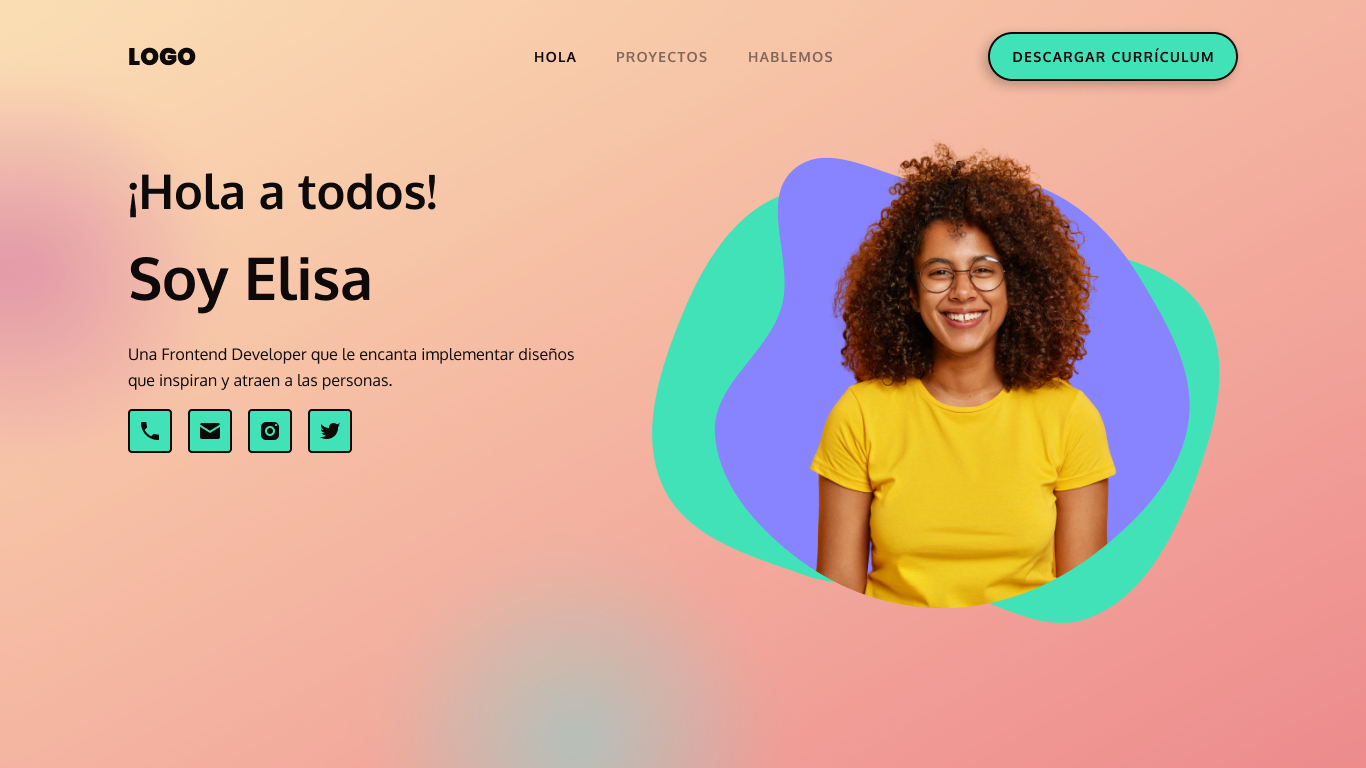 LOGO
HOLA PROYECTOS HABLEMOS
DESCARGAR CURRÍCULUM
¡Hola a todos!
Soy Elisa
Una Frontend Developer que le encanta implementar diseños
que inspiran y atraen a las personas.